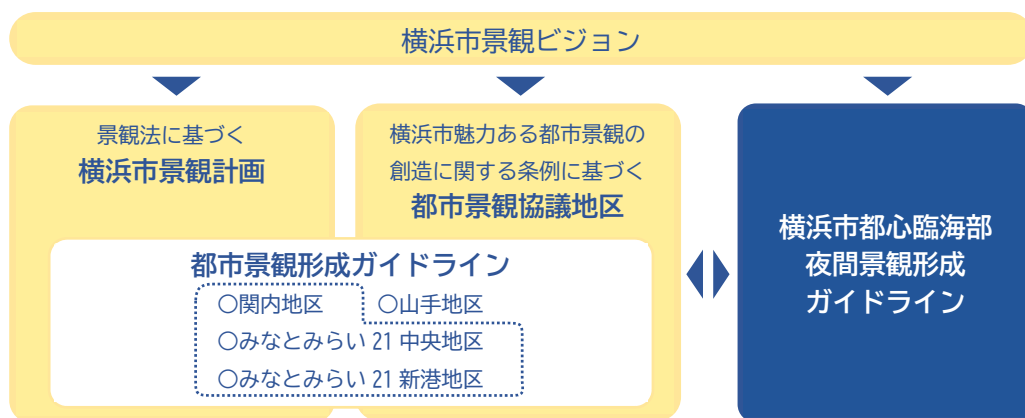 横浜市景観ビジョン
景観法に基づく
横浜市景観計画
横浜市魅力ある都市景観の
創造に関する条例に基づく
都市景観協議地区
都市景観形成ガイドライン
○関内地区
○山手地区
○みなとみらい 21 中央地区
○みなとみらい 21 新港地区
横浜市都心臨海部
夜間景観形成
ガイドライン